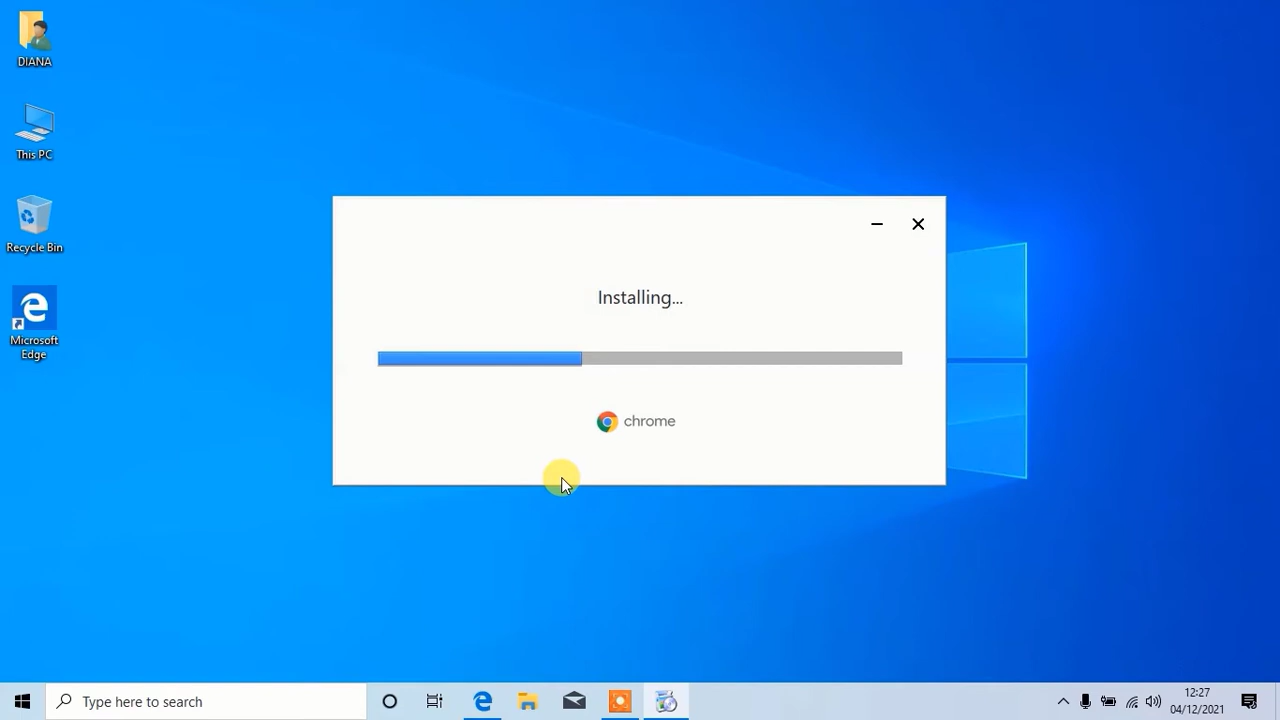 DIANA
This PC
Recycle Bin
Microsoft
Edge
Installing...
chrome
Type here to search
12:27
04/12/2021